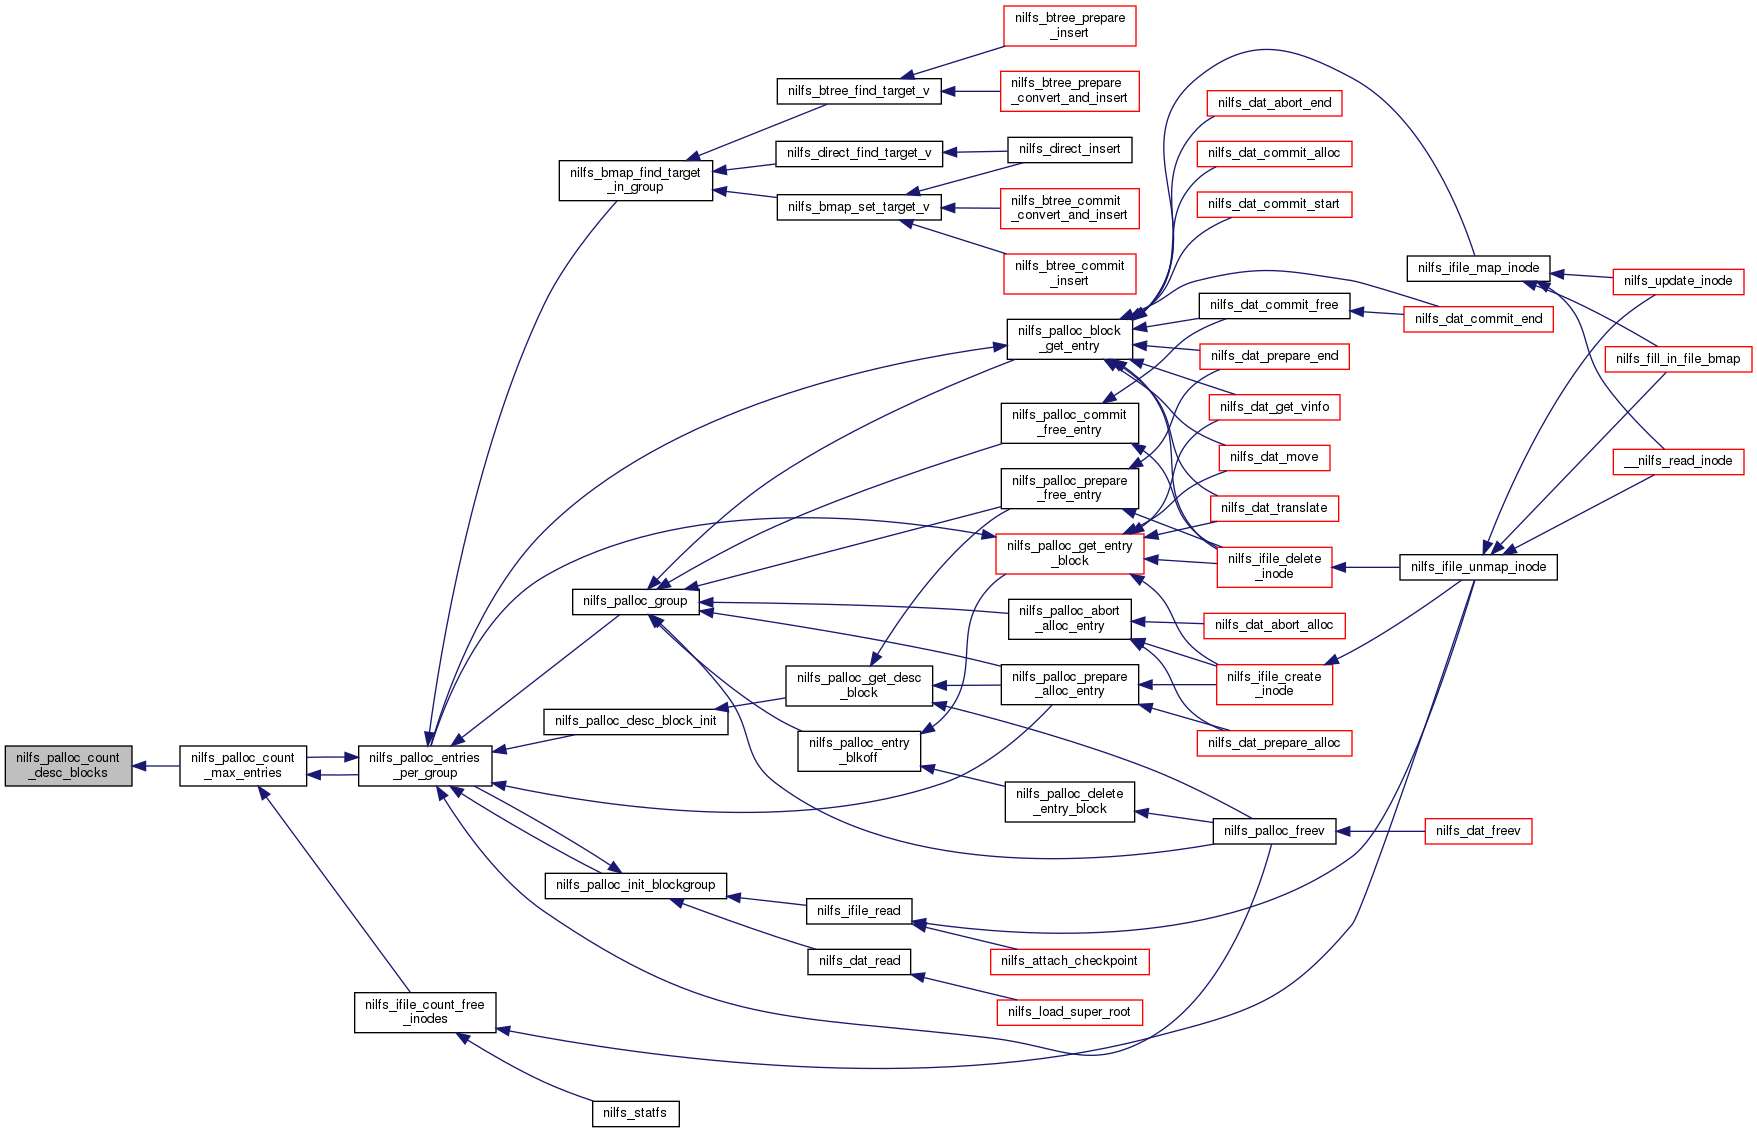 nilfs_palloc_count
_desc_blocks
nilfs_palloc_count
_max_entries
nilfs_palloc_entries
_per_group
nilfs_ifile_count_free
_inodes
nilfs_bmap_find_target
_in_group
nilfs_palloc_group
nilfs_palloc_desc_block_init
nilfs_palloc_init_blockgroup
nilfs_statfs
nilfs_btree_find_target_v
nilfs_direct_find_target_v
nilfs_bmap_set_target_v
nilfs_palloc_get_desc
_block
nilfs_palloc_entry
_blkoff
nilfs_ifile_read
nilfs_dat_read
nilfs_btree_prepare
_insert
nilfs_btree_prepare
_convert_and_insert
nilfs_direct_insert
nilfs_btree_commit
_convert_and_insert
nilfs_btree_commit
_insert
nilfs_palloc_block
_get_entry
nilfs_palloc_commit
_free_entry
nilfs_palloc_prepare
_free_entry
nilfs_palloc_get_entry
_block
nilfs_palloc_abort
_alloc_entry
nilfs_palloc_prepare
_alloc_entry
nilfs_palloc_delete
_entry_block
nilfs_attach_checkpoint
nilfs_load_super_root
nilfs_dat_abort_end
nilfs_dat_commit_alloc
nilfs_dat_commit_start
nilfs_dat_commit_free
nilfs_dat_prepare_end
nilfs_dat_get_vinfo
nilfs_dat_move
nilfs_dat_translate
nilfs_ifile_delete
_inode
nilfs_dat_abort_alloc
nilfs_ifile_create
_inode
nilfs_dat_prepare_alloc
nilfs_palloc_freev
nilfs_ifile_map_inode
nilfs_dat_commit_end
nilfs_ifile_unmap_inode
nilfs_dat_freev
nilfs_update_inode
nilfs_fill_in_file_bmap
__nilfs_read_inode